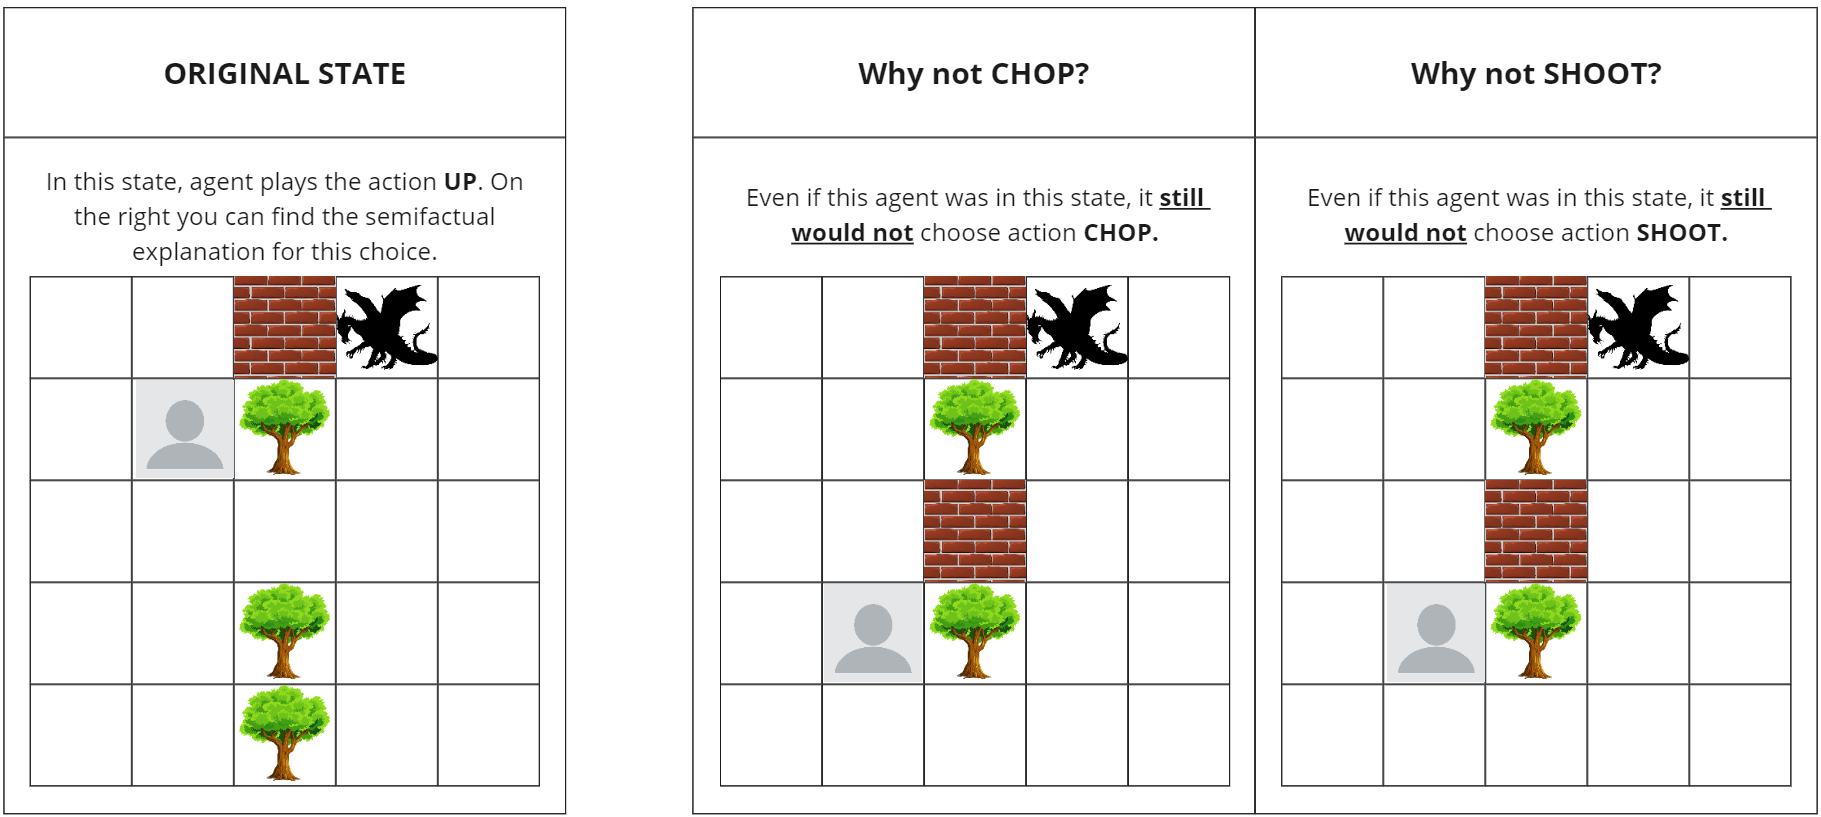 ORIGINAL STATE
In this state, agent plays the action UP. On
the right you can find the semifactual
explanation for this choice.
Why not CHOP?
Even if this agent was in this state, it still
would not choose action CHOP.
Why not SHOOT?
Even if this agent was in this state, it still
would not choose action SHOOT.